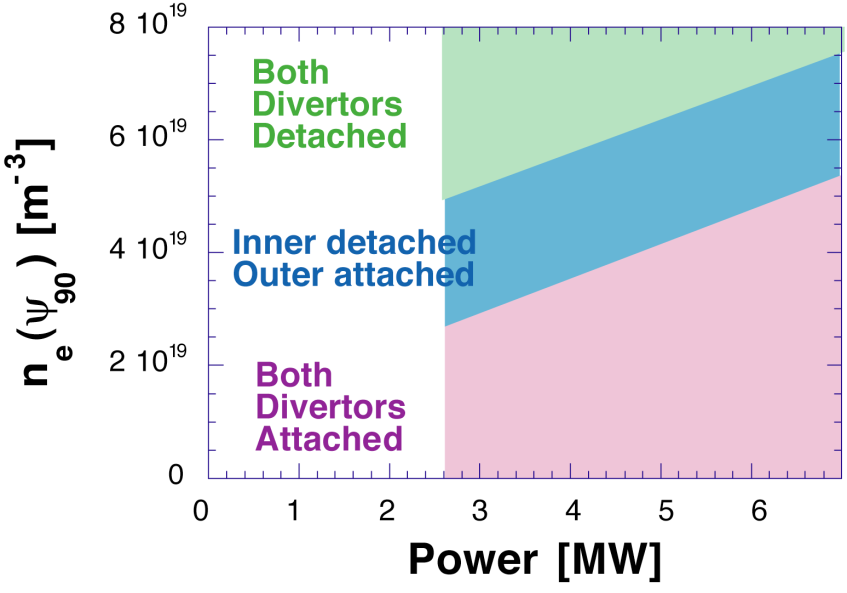 8 10¹⁹
Both
Divertors
Detached
6 10¹⁹
Inner detached
Outer attached
4 10¹⁹
2 10¹⁹
Both
Divertors
Attached
0
nₑ (ψ₉₀) [m⁻³]
0 1 2 3 4 5 6
Power [MW]